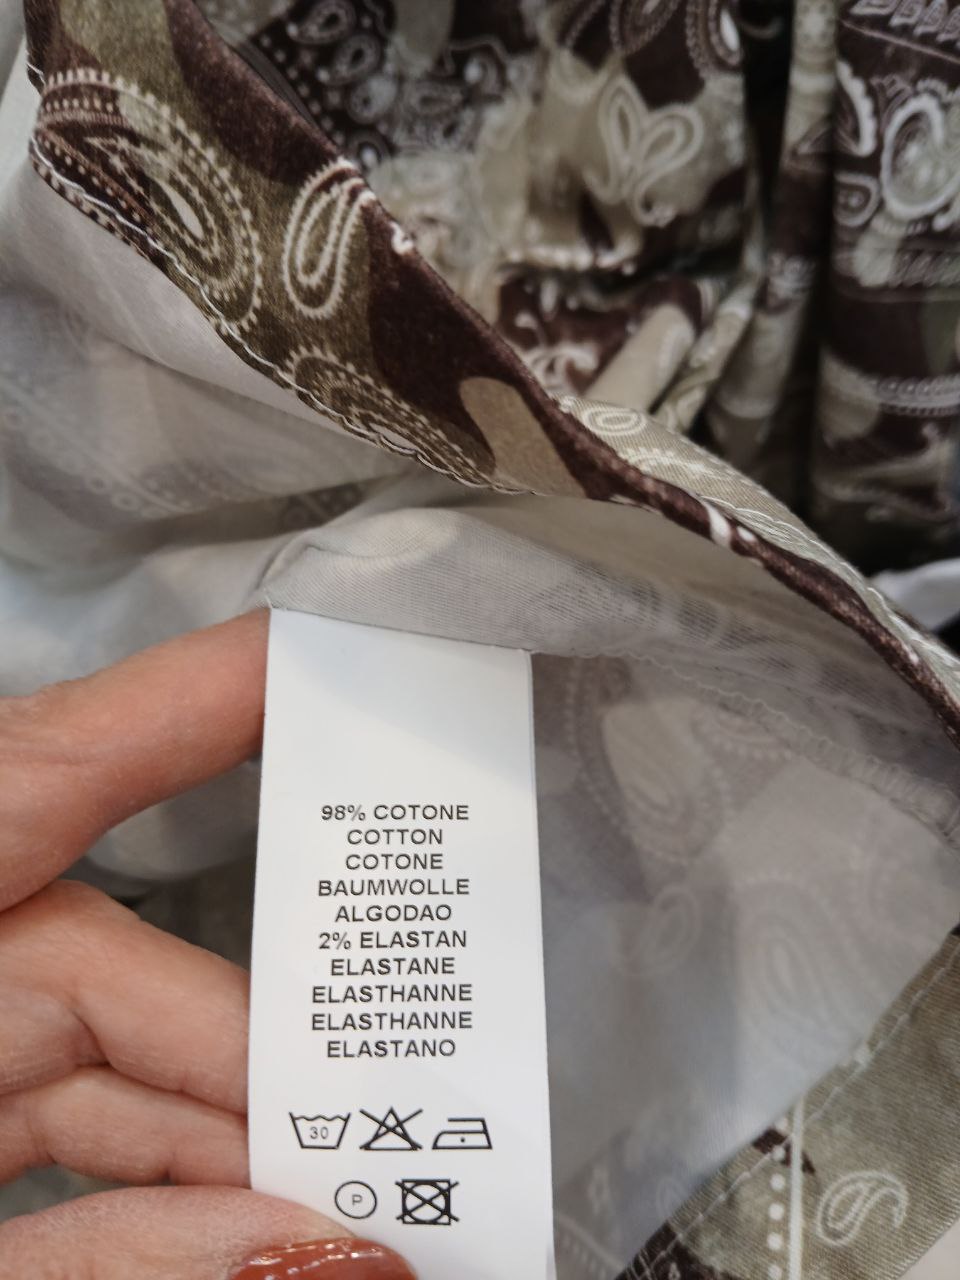 98% COTONE
COTTON
COTONE
BAUMWOLLE
ALGODAO
2% ELASTAN
ELASTANE
ELASTHANNE
ELASTHANNE
ELASTANO
30
P